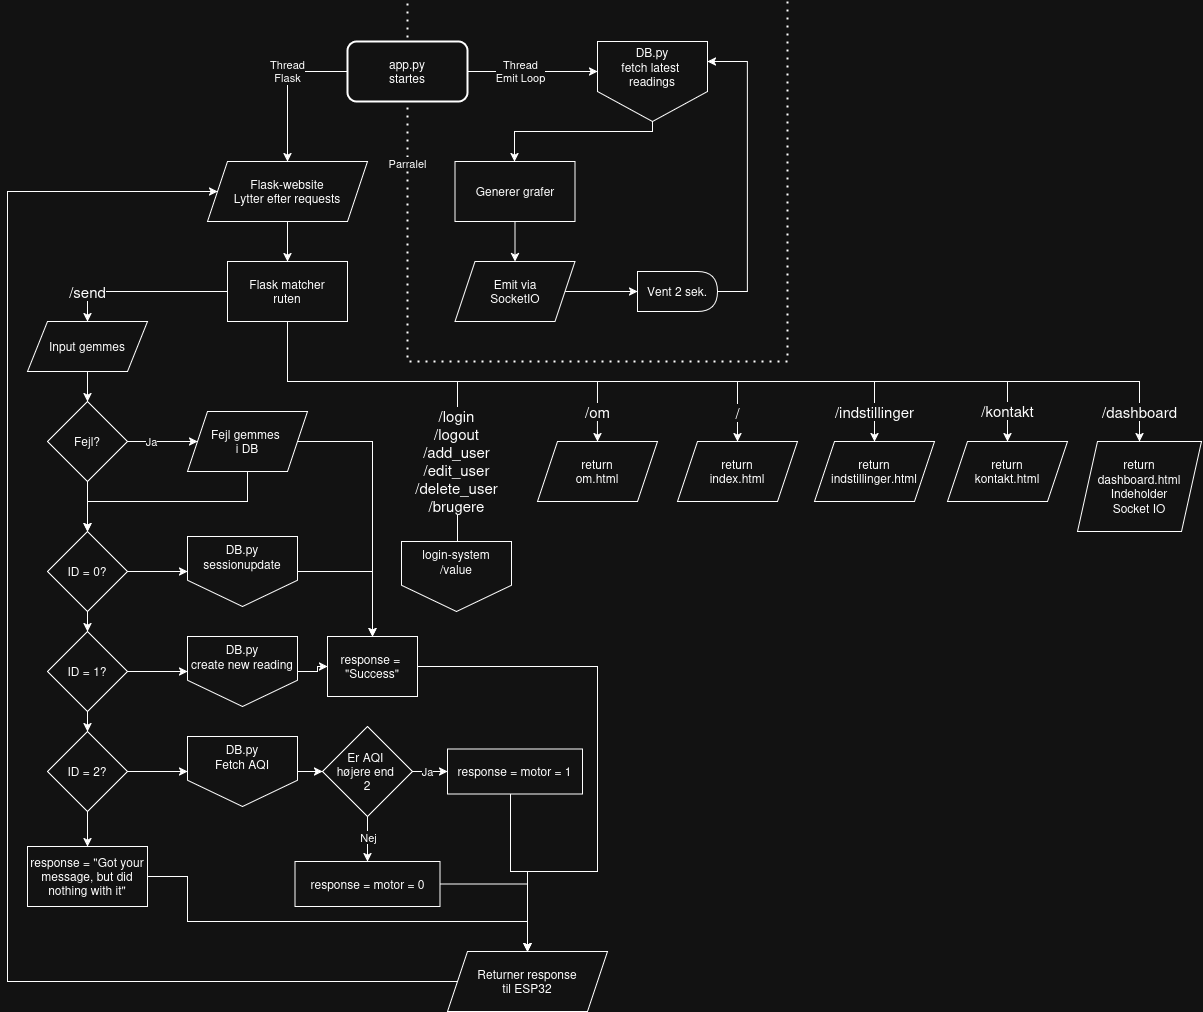 Thread
Flask
app.py
startes
Thread
Emit Loop
DB.py
fetch latest
readings
Parralel
Flask-website
Lytter efter requests
Generer grafer
Flask matcher
ruten
Emit via
SocketIO
Vent 2 sek.
/send
Input gemmes
/login
/logout
/add_user
/edit_user
/delete_user
/brugere
/om
/
/indstillinger
/kontakt
/dashboard
Fejl?
Ja
Fejl gemmes
i DB
return
om.html
return
index.html
return
indstillinger.html
return
kontakt.html
return
dashboard.html
Indeholder
Socket IO
login-system
/value
ID = 0?
DB.py
sessionupdate
ID = 1?
DB.py
create new reading
response =
"Success"
ID = 2?
DB.py
Fetch AQI
Er AQI
højere end
2
Ja
response = motor = 1
Nej
response = "Got your
message, but did
nothing with it"
response = motor = 0
Returner response
til ESP32